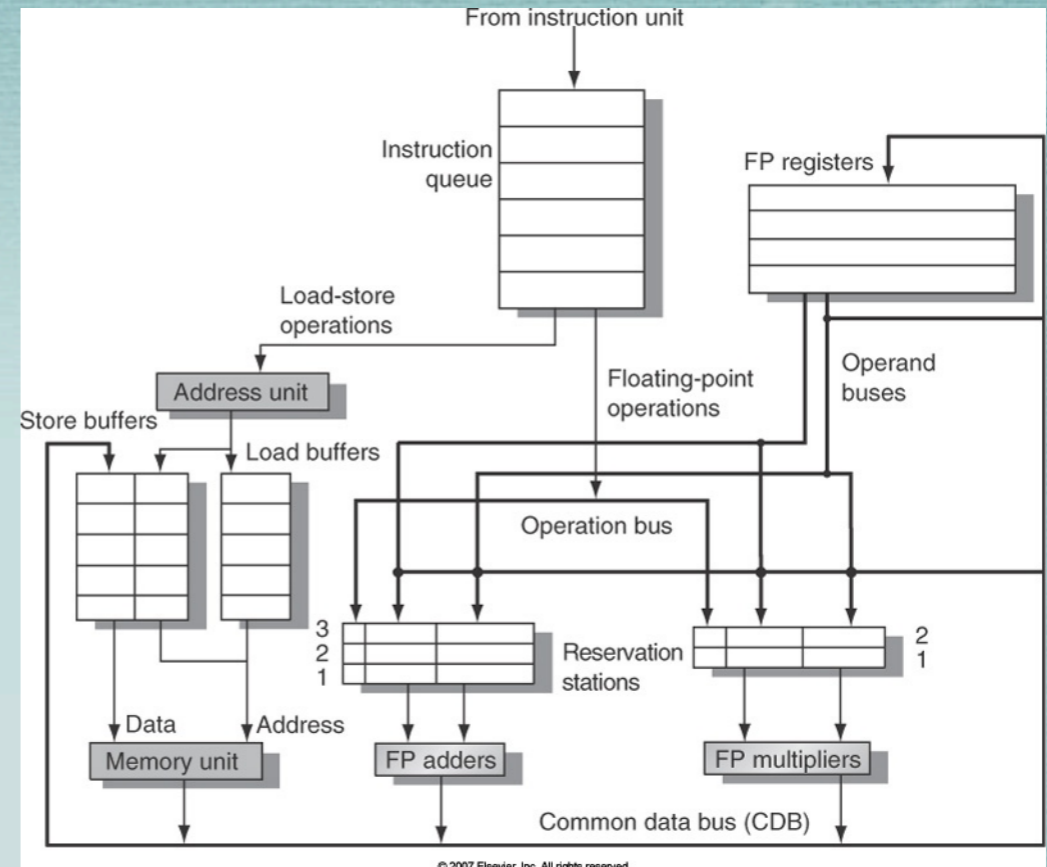 From instruction unit
Instruction
queue
FP registers
Load-store
operations
Address unit
Floating-point
operations
Operand
buses
Store buffers
Load buffers
Operation bus
3
2
1
Reservation
stations
2
1
Data
Address
Memory unit
FP adders
FP multipliers
Common data bus (CDB)
© 2007 Elsevier, Inc. All rights reserved.